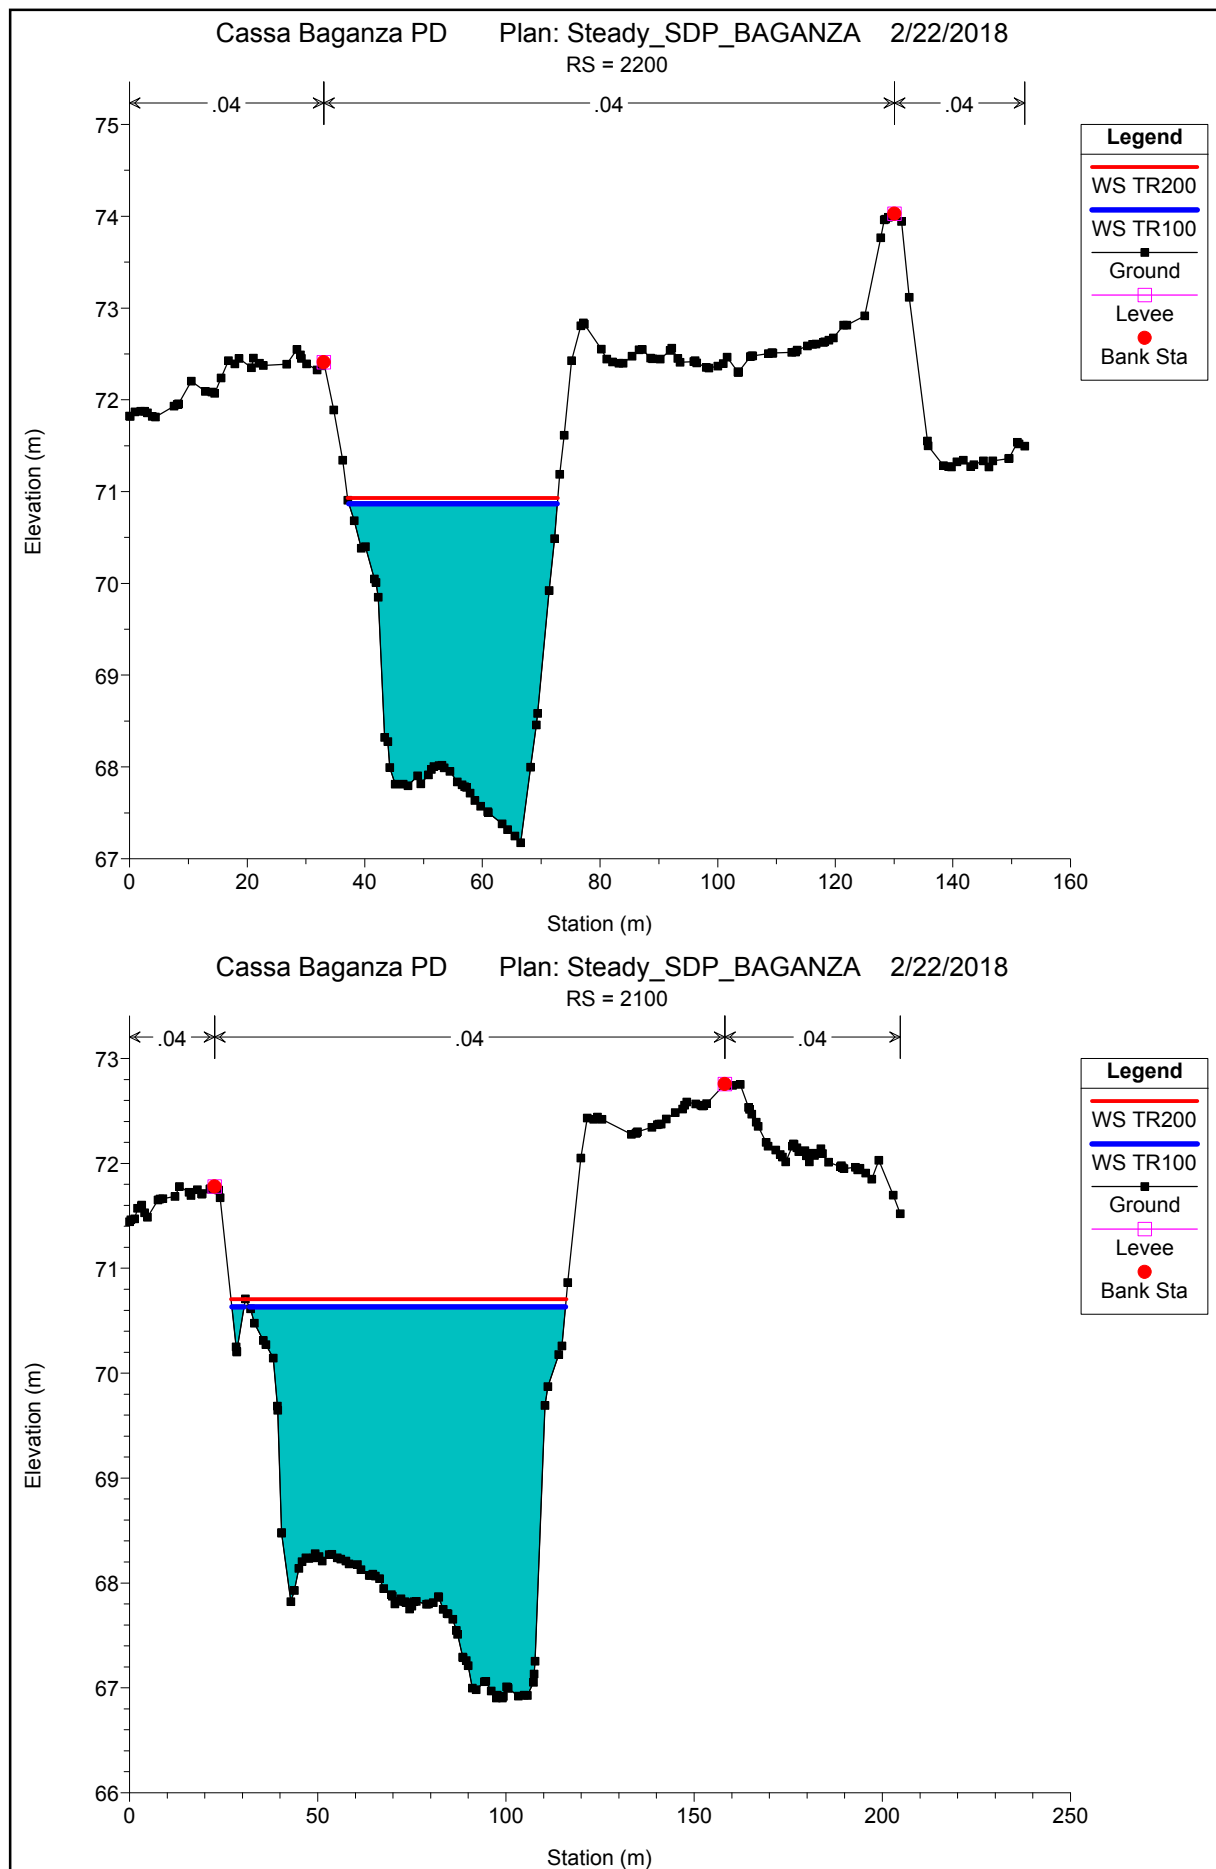 Cassa Baganza PD Plan: Steady_SDP_BAGANZA 2/22/2018
RS = 2200
.04 .04 .04
75
74
73
72
71
70
69
68
67
Elevation (m)
0 20 40 60 80 100 120 140 160
Station (m)
Legend
WS TR200
WS TR100
Ground
Levee
Bank Sta
Cassa Baganza PD Plan: Steady_SDP_BAGANZA 2/22/2018
RS = 2100
.04 .04 .04
73
72
71
70
69
68
67
66
Elevation (m)
0 50 100 150 200 250
Station (m)
Legend
WS TR200
WS TR100
Ground
Levee
Bank Sta